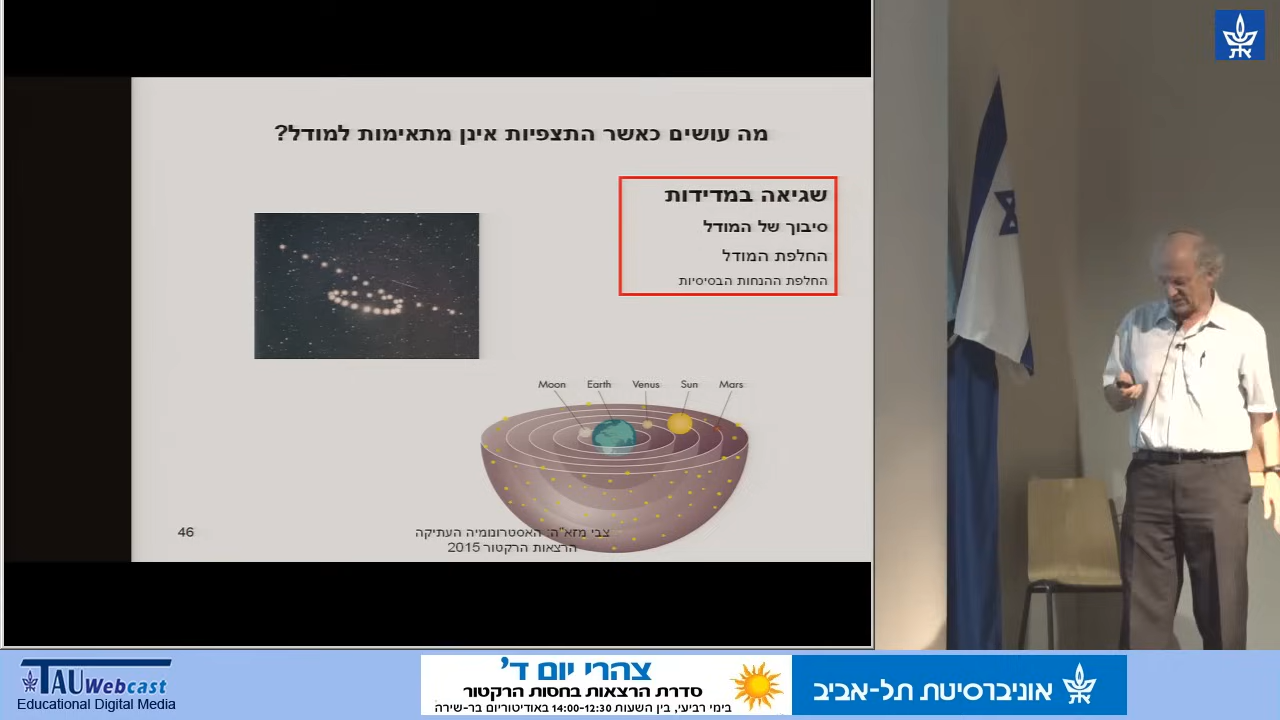 מה עושים כאשר התצפיות אינן מתאימות למודל?
שגיאה במדידות
סיבוך של המודל
החלפת המודל
החלפת ההנחות הבסיסיות
Moon Earth Venus Sun Mars
צבי מזא"ה: האסטרונומיה העתיקה
הרצאות הרקטור 2015
46
TAU Webcast
Educational Digital Media
צהרי יום ד'
סדרת הרצאות בחסות הרקטור
בימי רביעי, בין השעות 14:00-12:30 באודיטוריום בר-שירה
אוניברסיטת תל-אביב